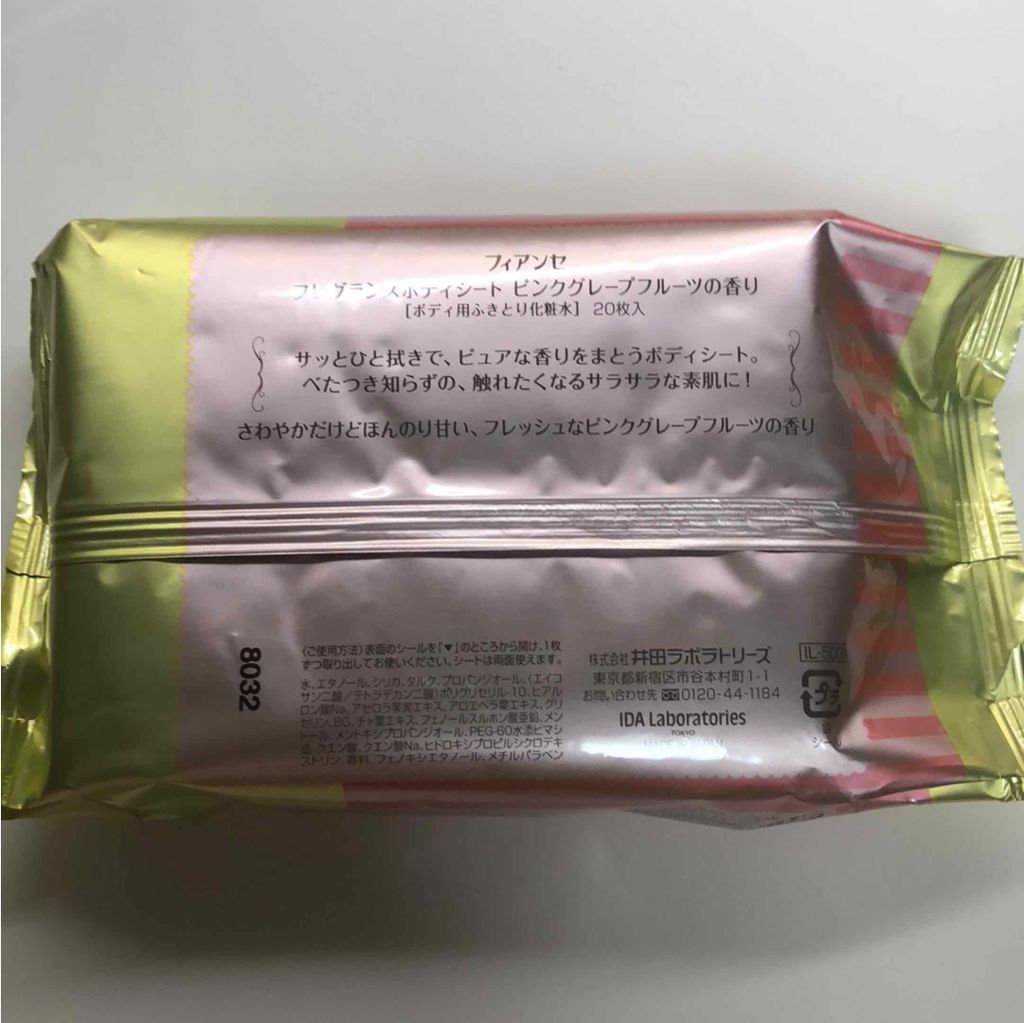 フィアンセ
フレグランスボディシート ピンクグレープフルーツの香り
[ボディ用ふきとり化粧水] 20枚入
サッとひと拭きで、ピュアな香りをまとうボディシート。
べたつき知らずの、触れたくなるサラサラな素肌に!
さわやかだけどほんのり甘い、フレッシュなピンクグレープフルーツの香り
8032
〈ご使用方法〉表面のシールを「▼」のところから開け、1枚
ずつ取り出してお使いください。シートは両面使えます。
水、エタノール、シリカ、タルク、プロパンジオール、(エイコ
サン二酸/テトラデカン二酸)ポリグリセリル-10、ヒアル
ロン酸Na、アセロラ果実エキス、アロエベラ葉エキス、グリ
セリン、BG、チャ葉エキス、フェノールスルホン酸亜鉛、メン
トール、メントキシプロパンジオール、PEG-60水添ヒマシ
油、クエン酸、クエン酸Na、ヒドロキシプロピルシクロデキ
ストリン、香料、フェノキシエタノール、メチルパラベン
株式会社 井田ラボラトリーズ
東京都新宿区市谷本村町1-1
お問い合わせ先 0120-44-1184
IDA Laboratories
TOKYO
MADE IN JAPAN
IL-500
プラ